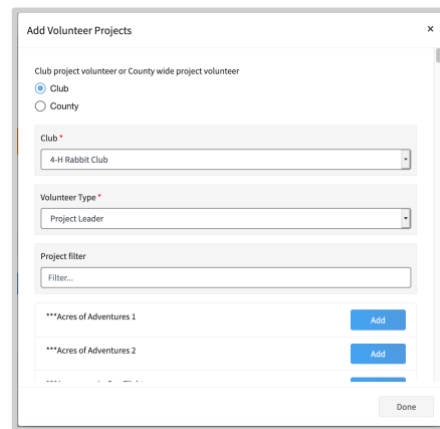 Add Volunteer Projects ×
Club project volunteer or County wide project volunteer
Club
County
Club *
4-H Rabbit Club
Volunteer Type *
Project Leader
Project filter
Filter...
***Acres of Adventures 1 Add
***Acres of Adventures 2 Add
Done